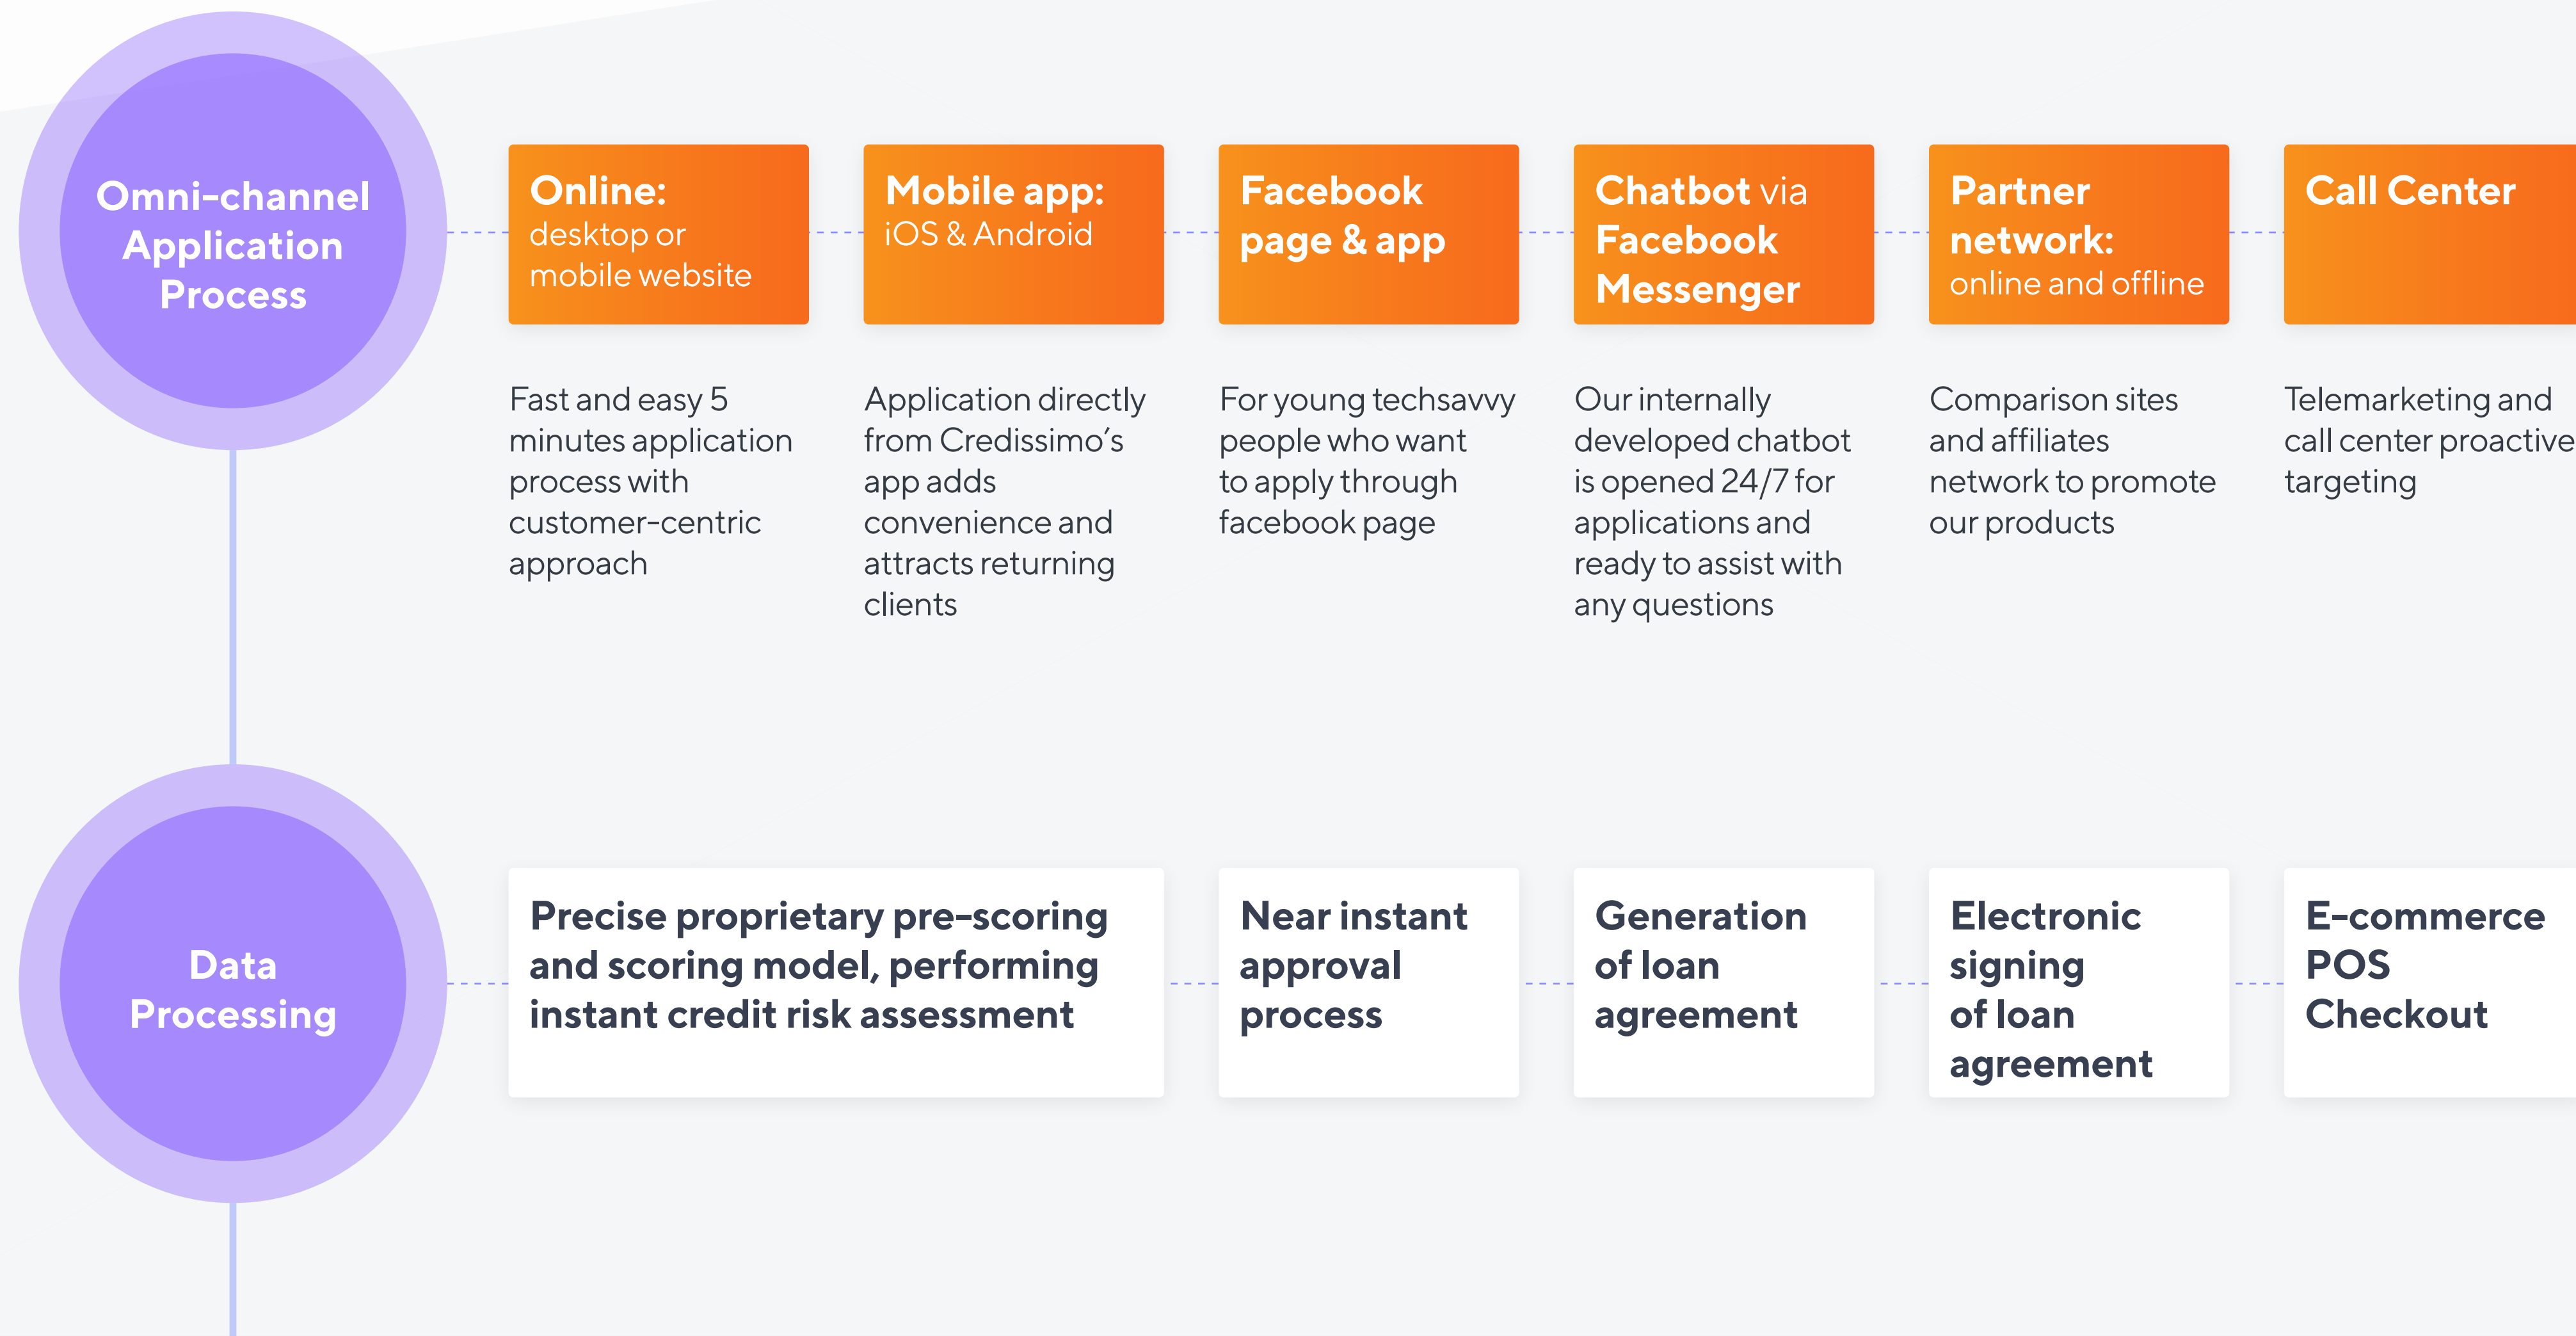 Omni-channel
Application
Process
Online:
desktop or
mobile website
Fast and easy 5
minutes application
process with
customer-centric
approach
Mobile app:
iOS & Android
Application directly
from Credissimo’s
app adds
convenience and
attracts returning
clients
Facebook
page & app
For young techsavvy
people who want
to apply through
facebook page
Chatbot via
Facebook
Messenger
Our internally
developed chatbot
is opened 24/7 for
applications and
ready to assist with
any questions
Partner
network:
online and offline
Comparison sites
and affiliates
network to promote
our products
Call Center
Telemarketing and
call center proactive
targeting
Data
Processing
Precise proprietary pre-scoring
and scoring model, performing
instant credit risk assessment
Near instant
approval
process
Generation
of loan
agreement
Electronic
signing
of loan
agreement
E-commerce
POS
Checkout